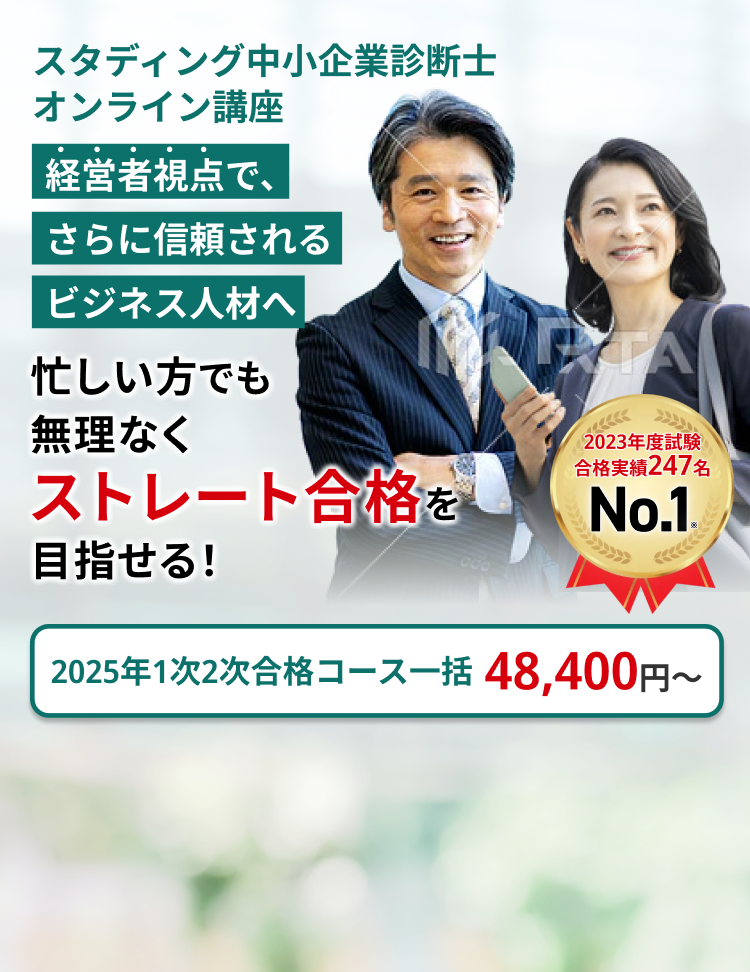 スタディング中小企業診断士
オンライン講座
経営者視点で、
さらに信頼される
ビジネス人材へ
忙しい方でも
無理なく
ストレート合格を
目指せる!
RTA
2023年度試験
合格実績247名
No.1※
2025年1次2次合格コース一括 48,400円〜